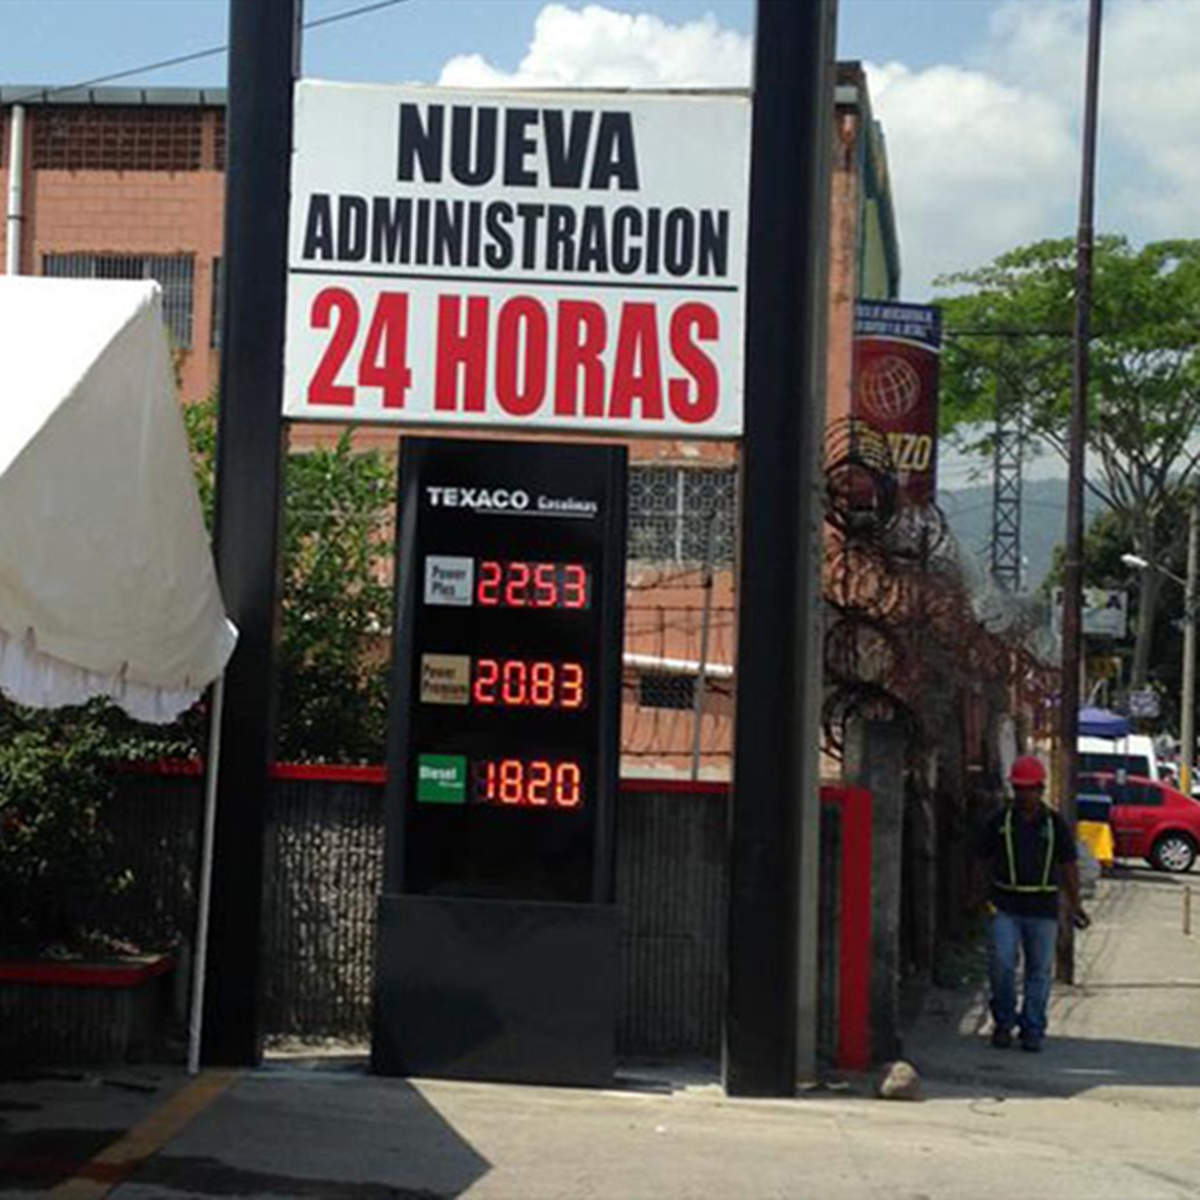 NUEVA
ADMINISTRACION
24 HORAS
TEXACO Gasolinas
Power
Plus
22.53
Power
Premium
20.83
Diesel
18.20